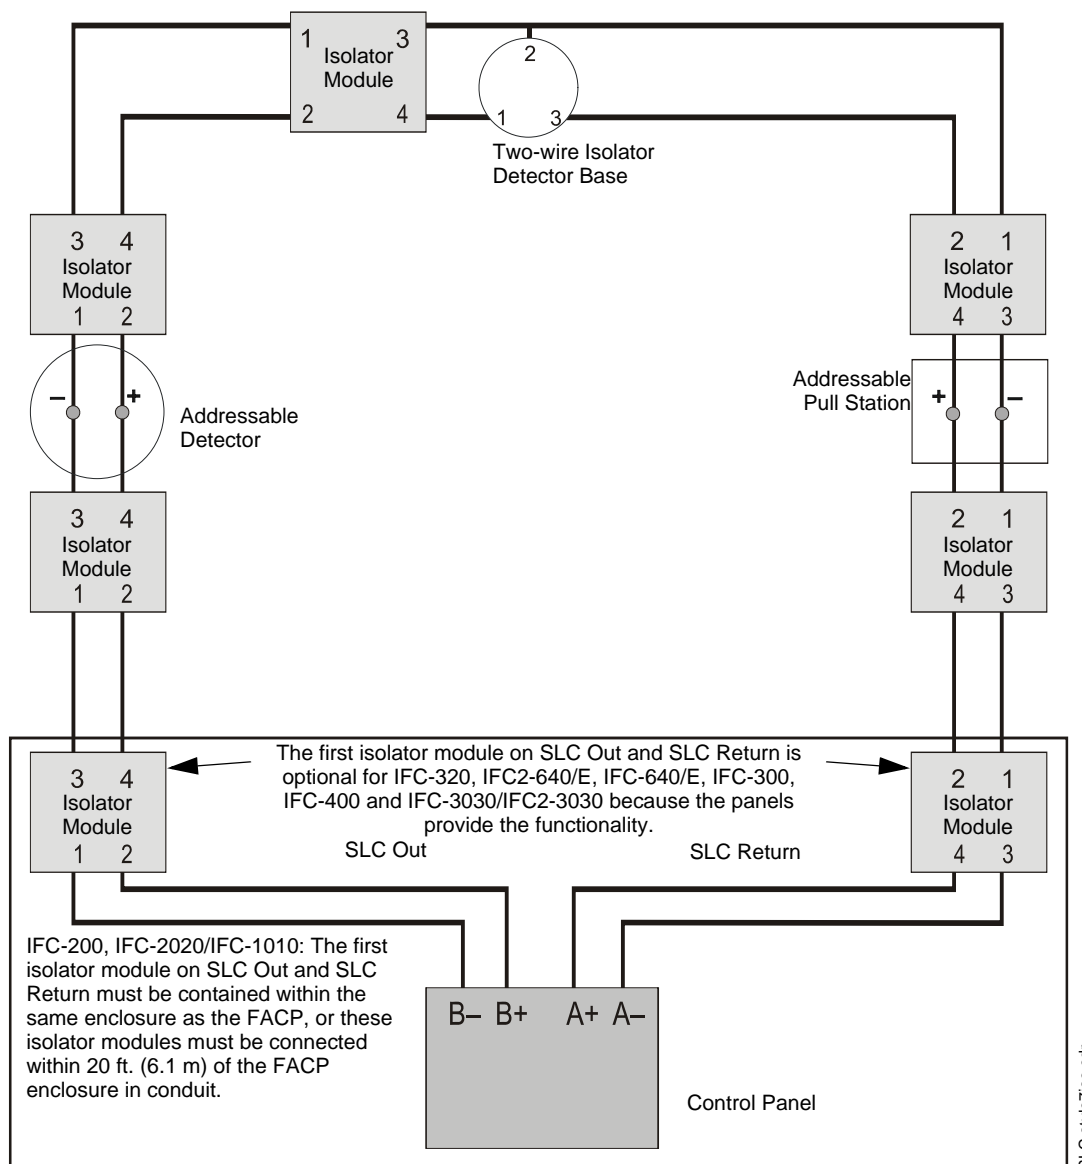 1 3
Isolator
Module
2 4
2
1 3
Two-wire Isolator
Detector Base
3 4
Isolator
Module
1 2
2 1
Isolator
Module
4 3
– +
Addressable
Detector
Addressable
Pull Station
+ –
3 4
Isolator
Module
1 2
2 1
Isolator
Module
4 3
3 4
Isolator
Module
1 2
The first isolator module on SLC Out and SLC Return is
optional for IFC-320, IFC2-640/E, IFC-640/E, IFC-300,
IFC-400 and IFC-3030/IFC2-3030 because the panels
provide the functionality.
SLC Out
SLC Return
2 1
Isolator
Module
4 3
IFC-200, IFC-2020/IFC-1010: The first
isolator module on SLC Out and SLC
Return must be contained within the
same enclosure as the FACP, or these
isolator modules must be connected
within 20 ft. (6.1 m) of the FACP
enclosure in conduit.
B– B+ A+ A–
Control Panel